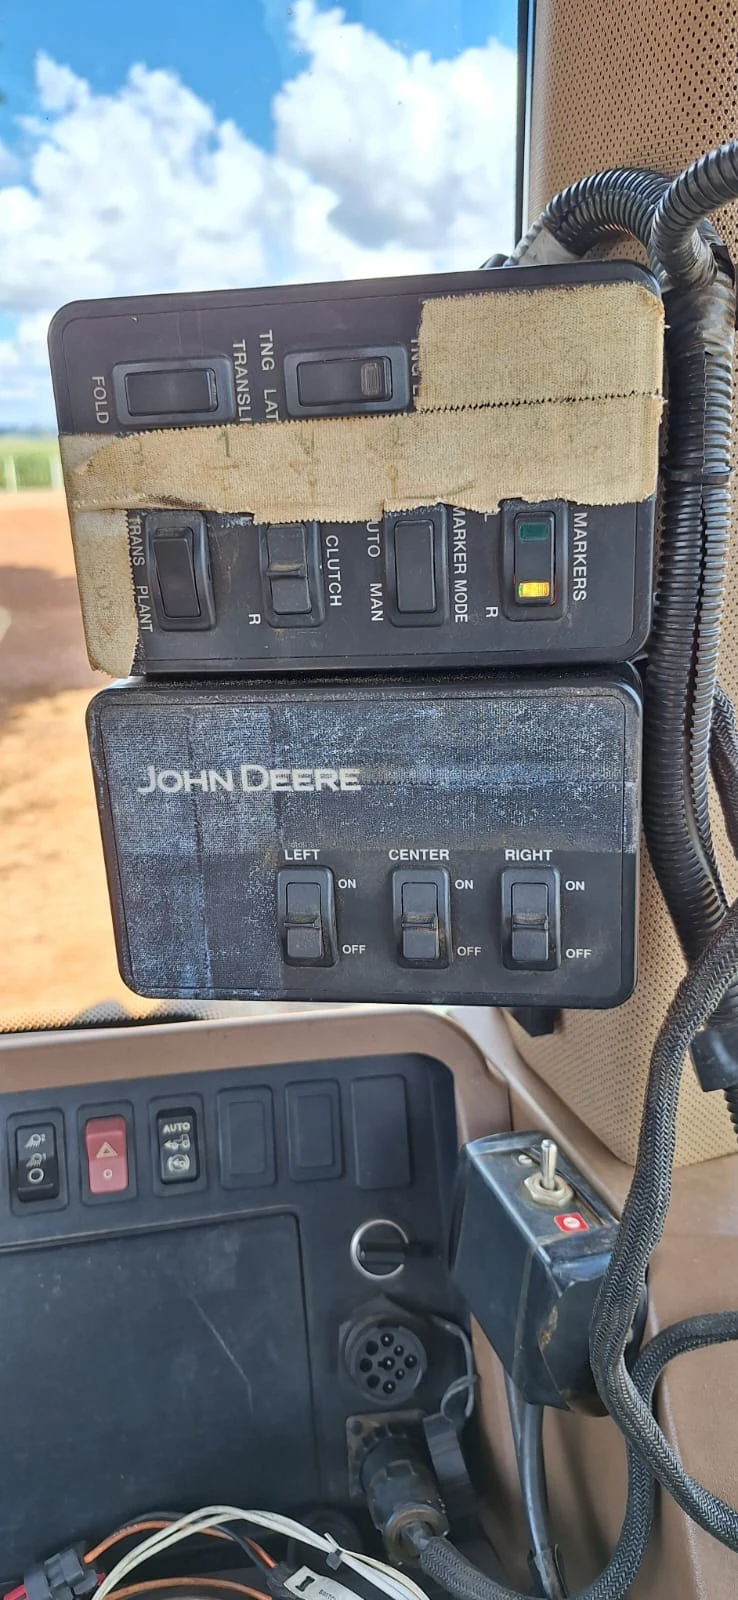 FOLD
TRANSL
TNG LAT
TNG
TRANS PLANT
CLUTCH
R
AUTO MAN
MARKER MODE
L
R
MARKERS
JOHN DEERE
LEFT
CENTER
RIGHT
ON
ON
ON
OFF
OFF
OFF
AUTO